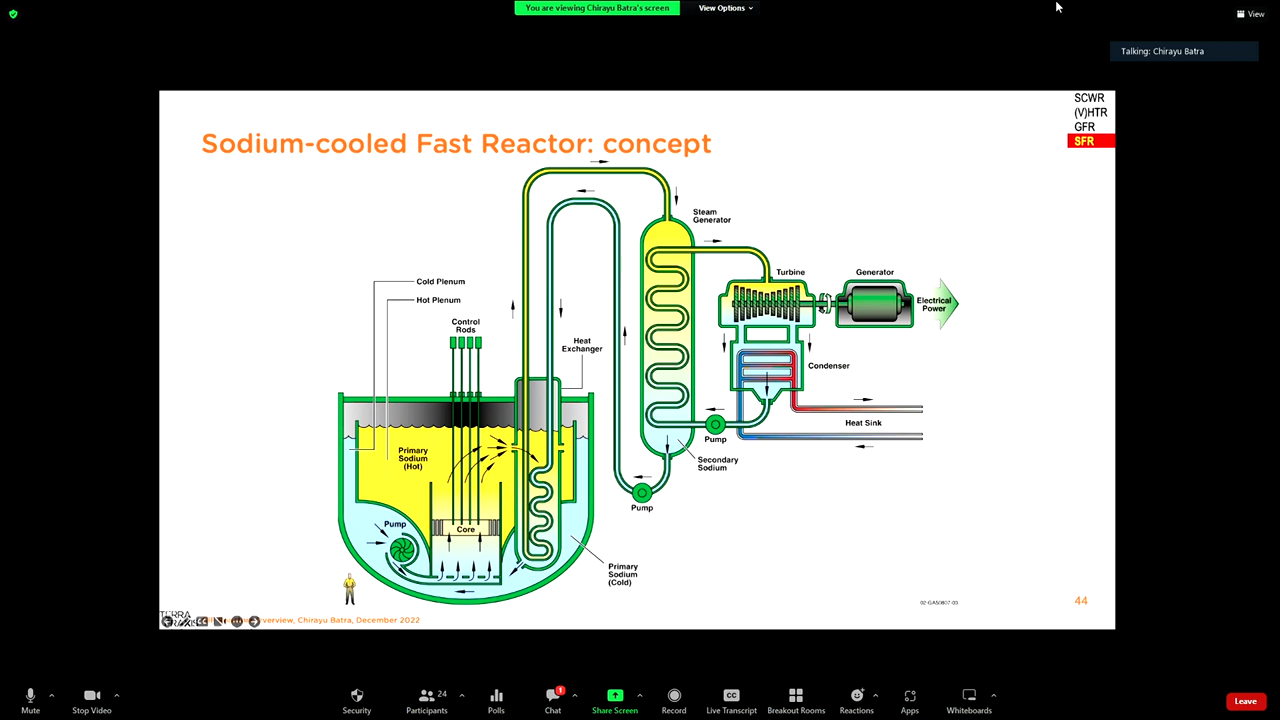 You are viewing Chirayu Batra's screen
View Options
View
Talking: Chirayu Batra
SCWR
(V)HTR
GFR
SFR
Sodium-cooled Fast Reactor: concept
Steam
Generator
Turbine
Generator
Cold Plenum
Hot Plenum
Electrical
Power
Control
Rods
Heat
Exchanger
Condenser
Heat Sink
Pump
Primary
Sodium
(Hot)
Secondary
Sodium
Pump
Pump
Core
Primary
Sodium
(Cold)
02-GA50807-03
44
TERRA
verview, Chirayu Batra, December 2022
Mute
Stop Video
Security
24
Participants
Polls
1
Chat
Share Screen
Record
CC
Live Transcript
Breakout Rooms
Reactions
Apps
Whiteboards
Leave